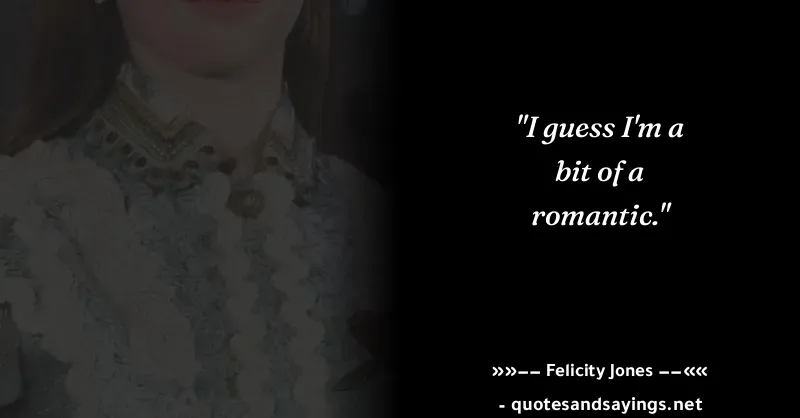 "I guess I'm a
bit of a
romantic."
»»−− Felicity Jones −−««
- quotesandsayings.net